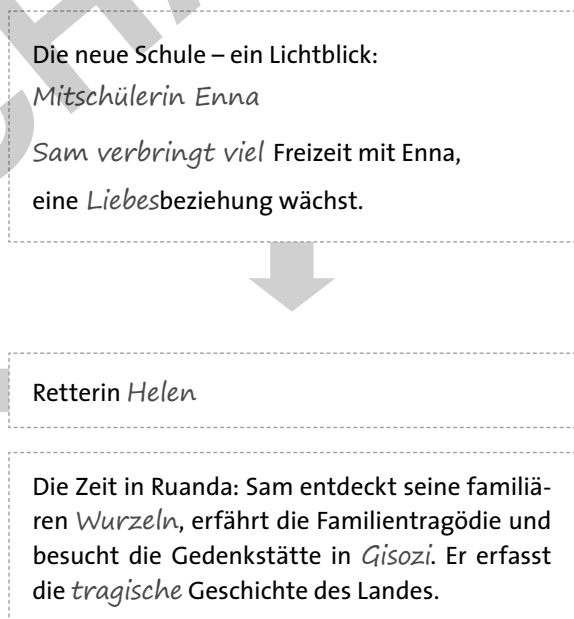 Die neue Schule – ein Lichtblick:
Mitschülerin Enna
Sam verbringt viel Freizeit mit Enna,
eine Liebesbeziehung wächst.
Retterin Helen
Die Zeit in Ruanda: Sam entdeckt seine familiä-
ren Wurzeln, erfährt die Familientragödie und
besucht die Gedenkstätte in Gisozi. Er erfasst
die tragische Geschichte des Landes.